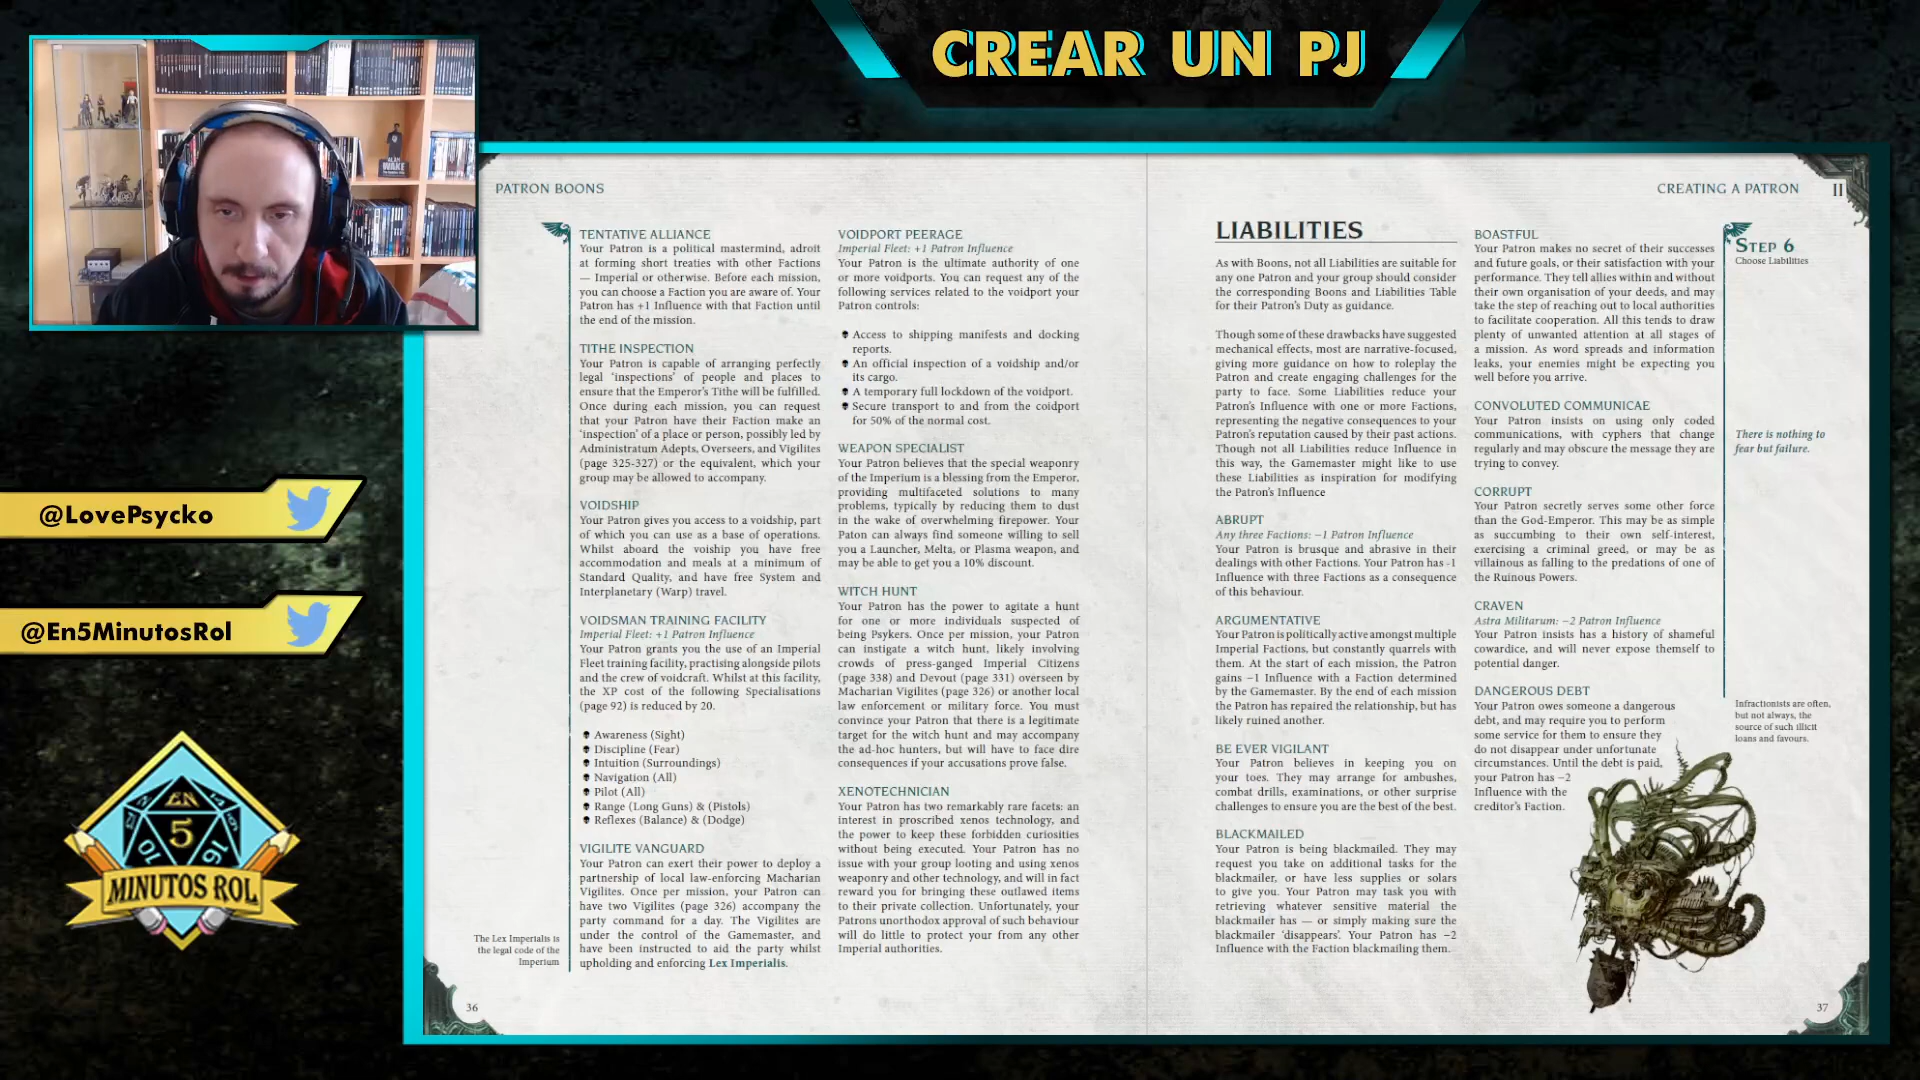 CREAR UN PJ
ALAN
WAKE
@LovePsycko
@En5MinutosRol
EN
5
MINUTOS ROL
PATRON BOONS
TENTATIVE ALLIANCE
Your Patron is a political mastermind, adroit
at forming short treaties with other Factions
— Imperial or otherwise. Before each mission,
you can choose a Faction you are aware of. Your
Patron has +1 Influence with that Faction until
the end of the mission.
TITHE INSPECTION
Your Patron is capable of arranging perfectly
legal ‘inspections’ of people and places to
ensure that the Emperor’s Tithe will be fulfilled.
Once during each mission, you can request
that your Patron have their Faction make an
‘inspection’ of a place or person, possibly led by
Administratum Adepts, Overseers, and Vigilites
(page 325-327) or the equivalent, which your
group may be allowed to accompany.
VOIDSHIP
Your Patron gives you access to a voidship, part
of which you can use as a base of operations.
Whilst aboard the voiship you have free
accommodation and meals at a minimum of
Standard Quality, and have free System and
Interplanetary (Warp) travel.
VOIDSMAN TRAINING FACILITY
Imperial Fleet: +1 Patron Influence
Your Patron grants you the use of an Imperial
Fleet training facility, practising alongside pilots
and the crew of voidcraft. Whilst at this facility,
the XP cost of the following Specialisations
(page 92) is reduced by 20.
Awareness (Sight)
Discipline (Fear)
Intuition (Surroundings)
Navigation (All)
Pilot (All)
Range (Long Guns) & (Pistols)
Reflexes (Balance) & (Dodge)
VIGILITE VANGUARD
Your Patron can exert their power to deploy a
partnership of local law-enforcing Macharian
Vigilites. Once per mission, your Patron can
have two Vigilites (page 326) accompany the
party command for a day. The Vigilites are
under the control of the Gamemaster, and
have been instructed to aid the party whilst
upholding and enforcing Lex Imperialis.
The Lex Imperialis is
the legal code of the
Imperium
36
VOIDPORT PEERAGE
Imperial Fleet: +1 Patron Influence
Your Patron is the ultimate authority of one
or more voidports. You can request any of the
following services related to the voidport your
Patron controls:
Access to shipping manifests and docking
reports.
An official inspection of a voidship and/or
its cargo.
A temporary full lockdown of the voidport.
Secure transport to and from the coidport
for 50% of the normal cost.
WEAPON SPECIALIST
Your Patron believes that the special weaponry
of the Imperium is a blessing from the Emperor,
providing multifaceted solutions to many
problems, typically by reducing them to dust
in the wake of overwhelming firepower. Your
Paton can always find someone willing to sell
you a Launcher, Melta, or Plasma weapon, and
may be able to get you a 10% discount.
WITCH HUNT
Your Patron has the power to agitate a hunt
for one or more individuals suspected of
being Psykers. Once per mission, your Patron
can instigate a witch hunt, likely involving
crowds of press-ganged Imperial Citizens
(page 338) and Devout (page 331) overseen by
Macharian Vigilites (page 326) or another local
law enforcement or military force. You must
convince your Patron that there is a legitimate
target for the witch hunt and may accompany
the ad-hoc hunters, but will have to face dire
consequences if your accusations prove false.
XENOTECHNICIAN
Your Patron has two remarkably rare facets: an
interest in proscribed xenos technology, and
the power to keep these forbidden curiosities
without being executed. Your Patron has no
issue with your group looting and using xenos
weaponry and other technology, and will in fact
reward you for bringing these outlawed items
to their private collection. Unfortunately, your
Patrons unorthodox approval of such behaviour
will do little to protect your from any other
Imperial authorities.
CREATING A PATRON
II
LIABILITIES
As with Boons, not all Liabilities are suitable for
any one Patron and your group should consider
the corresponding Boons and Liabilities Table
for their Patron’s Duty as guidance.
Though some of these drawbacks have suggested
mechanical effects, most are narrative-focused,
giving more guidance on how to roleplay the
Patron and create engaging challenges for the
party to face. Some Liabilities reduce your
Patron’s Influence with one or more Factions,
representing the negative consequences to your
Patron’s reputation caused by their past actions.
Though not all Liabilities reduce Influence in
this way, the Gamemaster might like to use
these Liabilities as inspiration for modifying
the Patron’s Influence
ABRUPT
Any three Factions: −1 Patron Influence
Your Patron is brusque and abrasive in their
dealings with other Factions. Your Patron has -1
Influence with three Factions as a consequence
of this behaviour.
ARGUMENTATIVE
Your Patron is politically active amongst multiple
Imperial Factions, but constantly quarrels with
them. At the start of each mission, the Patron
gains −1 Influence with a Faction determined
by the Gamemaster. By the end of each mission
the Patron has repaired the relationship, but has
likely ruined another.
BE EVER VIGILANT
Your Patron believes in keeping you on
your toes. They may arrange for ambushes,
combat drills, examinations, or other surprise
challenges to ensure you are the best of the best.
BLACKMAILED
Your Patron is being blackmailed. They may
request you take on additional tasks for the
blackmailer, or have less supplies or solars
to give you. Your Patron may task you with
retrieving whatever sensitive material the
blackmailer has — or simply making sure the
blackmailer ‘disappears’. Your Patron has −2
Influence with the Faction blackmailing them.
BOASTFUL
Your Patron makes no secret of their successes
and future goals, or their satisfaction with your
performance. They tell allies within and without
their own organisation of your deeds, and may
take the step of reaching out to local authorities
to facilitate cooperation. All this tends to draw
plenty of unwanted attention at all stages of
a mission. As word spreads and information
leaks, your enemies might be expecting you
well before you arrive.
CONVOLUTED COMMUNICAE
Your Patron insists on using only coded
communications, with cyphers that change
regularly and may obscure the message they are
trying to convey.
CORRUPT
Your Patron secretly serves some other force
than the God-Emperor. This may be as simple
as succumbing to their own self-interest,
exercising a criminal greed, or may be as
villainous as falling to the predations of one of
the Ruinous Powers.
CRAVEN
Astra Militarum: −2 Patron Influence
Your Patron insists has a history of shameful
cowardice, and will never expose themself to
potential danger.
DANGEROUS DEBT
Your Patron owes someone a dangerous
debt, and may require you to perform
some service for them to ensure they
do not disappear under unfortunate
circumstances. Until the debt is paid,
your Patron has −2
Influence with the
creditor’s Faction.
STEP 6
Choose Liabilities
There is nothing to
fear but failure.
Infractionists are often,
but not always, the
source of such illicit
loans and favours.
37